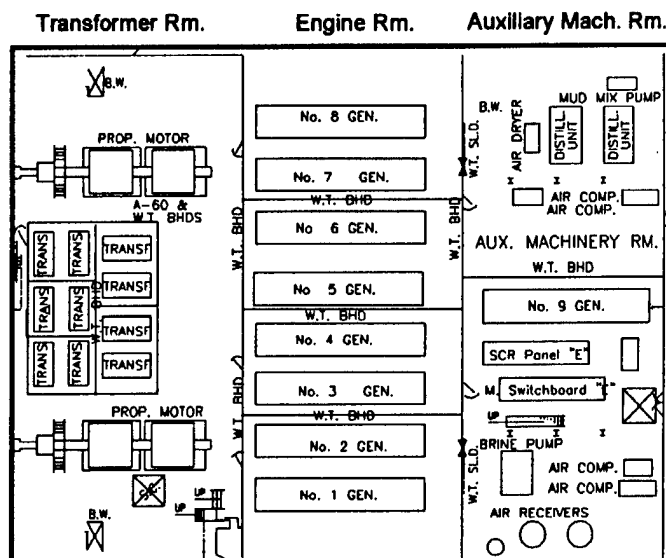 Transformer Rm.
Engine Rm.
Auxillary Mach. Rm.
B.W.
PROP. MOTOR
A-60 &
W.T. BHDS
TRANS
TRANS
TRANSF
TRANSF
TRANS
TRANS
W.T. BHD
TRANSF
TRANS
TRANS
TRANSF
PROP. MOTOR
UP
UP
B.W.
No. 8 GEN.
No. 7 GEN.
W.T. BHD
No 6 GEN.
W.T. BHD
No 5 GEN.
W.T. BHD
No. 4 GEN.
No. 3 GEN.
W.T. BHD
W.T. BHD
No. 2 GEN.
No. 1 GEN.
B.W.
W.T. SLD.
AIR DRYER
MUD MIX PUMP
DISTILL. UNIT
DISTILL. UNIT
AIR COMP.
AIR COMP.
W.T. BHD
AUX. MACHINERY RM.
W.T. BHD
No. 9 GEN.
SCR Panel "E"
M. Switchboard "E"
UP
BRINE PUMP
W.T. SLD.
AIR COMP.
AIR COMP.
AIR RECEIVERS